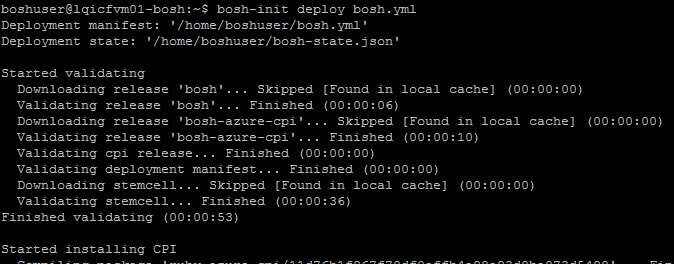 boshuser@lqicfvm01-bosh:~$ bosh-init deploy bosh.yml
Deployment manifest: '/home/boshuser/bosh.yml'
Deployment state: '/home/boshuser/bosh-state.json'
Started validating
Downloading release 'bosh'... Skipped [Found in local cache] (00:00:00)
Validating release 'bosh'... Finished (00:00:06)
Downloading release 'bosh-azure-cpi'... Skipped [Found in local cache] (00:00:00)
Validating release 'bosh-azure-cpi'... Finished (00:00:10)
Validating cpi release... Finished (00:00:00)
Validating deployment manifest... Finished (00:00:00)
Downloading stemcell... Skipped [Found in local cache] (00:00:00)
Validating stemcell... Finished (00:00:36)
Finished validating (00:00:53)
Started installing CPI
Compiling package